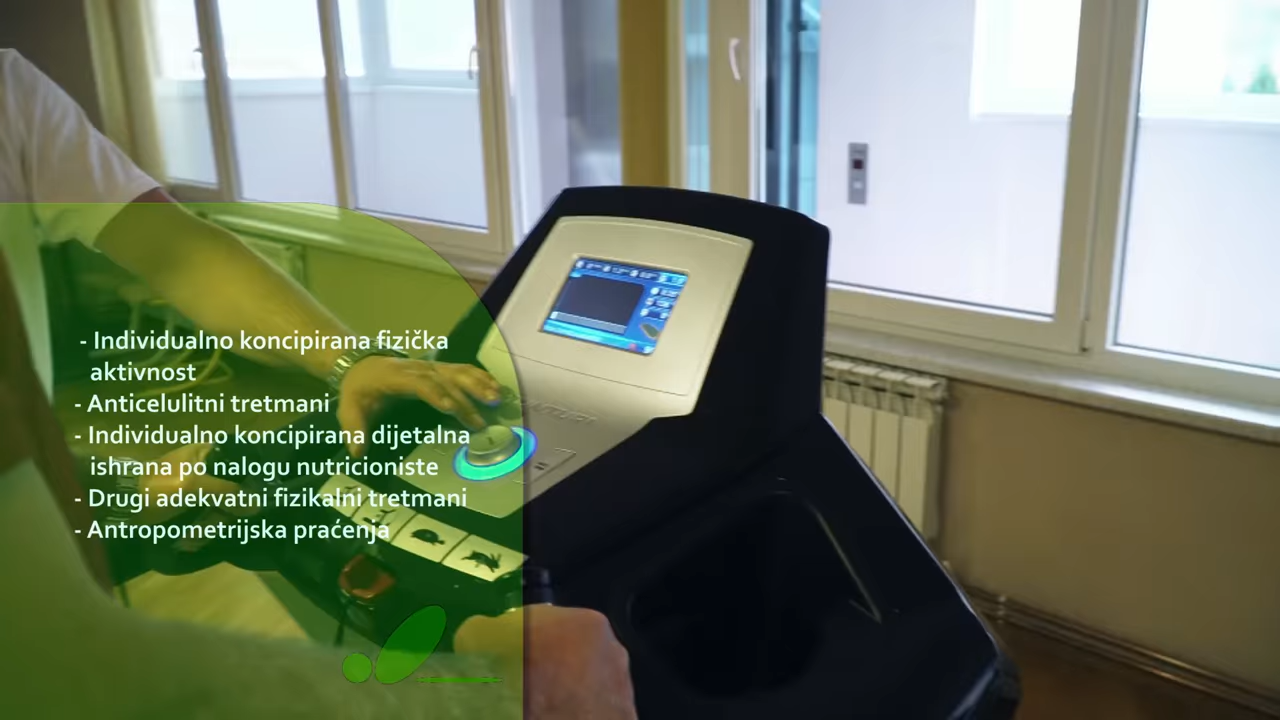 - Individualno koncipirana fizička
aktivnost
- Anticelulitni tretmani
- Individualno koncipirana dijetalna
ishrana po nalogu nutricioniste
- Drugi adekvatni fizikalni tretmani
- Antropometrijska praćenja